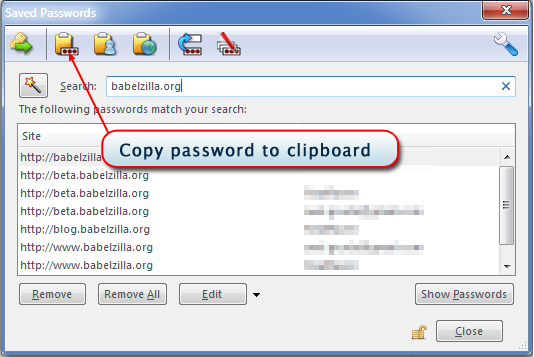 Saved Passwords
Search: babelzilla.org
The following passwords match your search:
Site
Copy password to clipboard
http://babelzilla
http://beta.babelzilla.org
http://beta.babelzilla.org
http://beta.babelzilla.org
http://blog.babelzilla.org
http://www.babelzilla.org
http://www.babelzilla.org
Remove Remove All Edit Show Passwords
Close